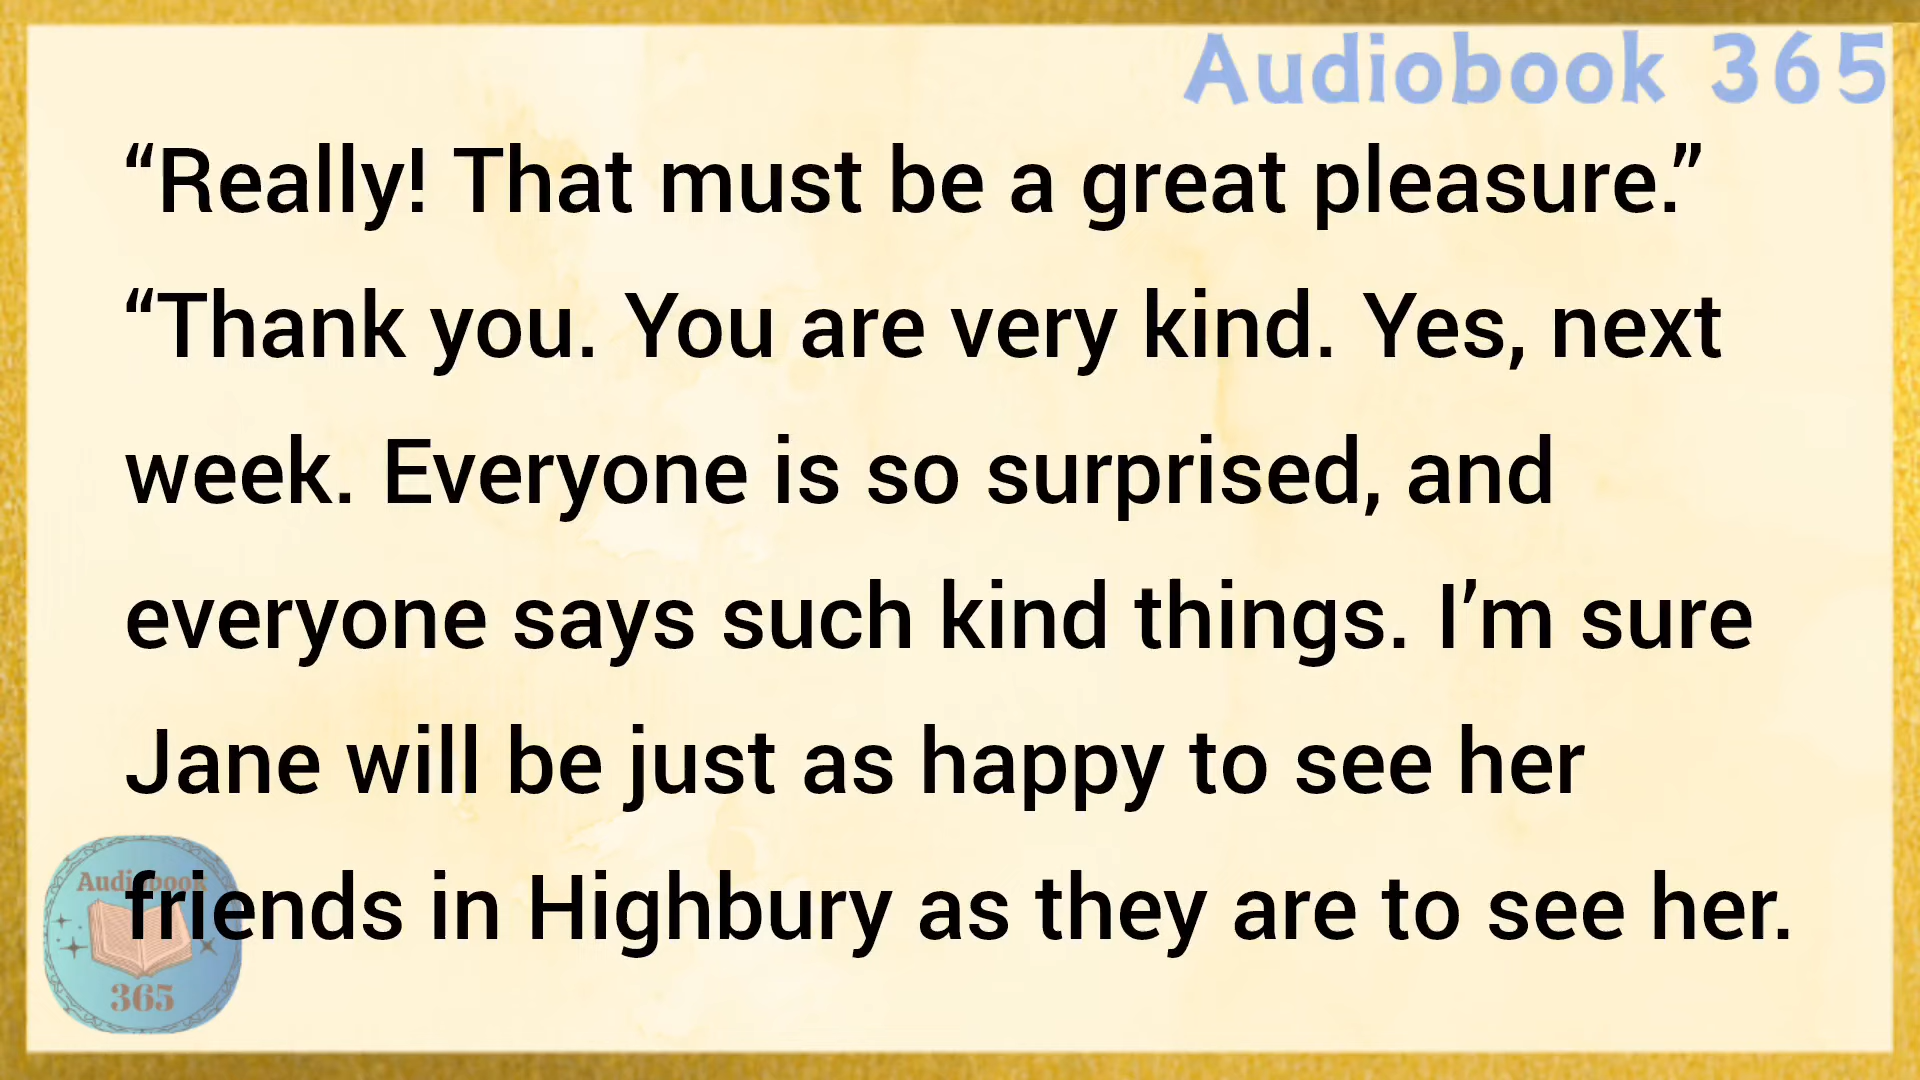 Audiobook 365
“Really! That must be a great pleasure.”
“Thank you. You are very kind. Yes, next
week. Everyone is so surprised, and
everyone says such kind things. I’m sure
Jane will be just as happy to see her
friends in Highbury as they are to see her.
Audiobook
365